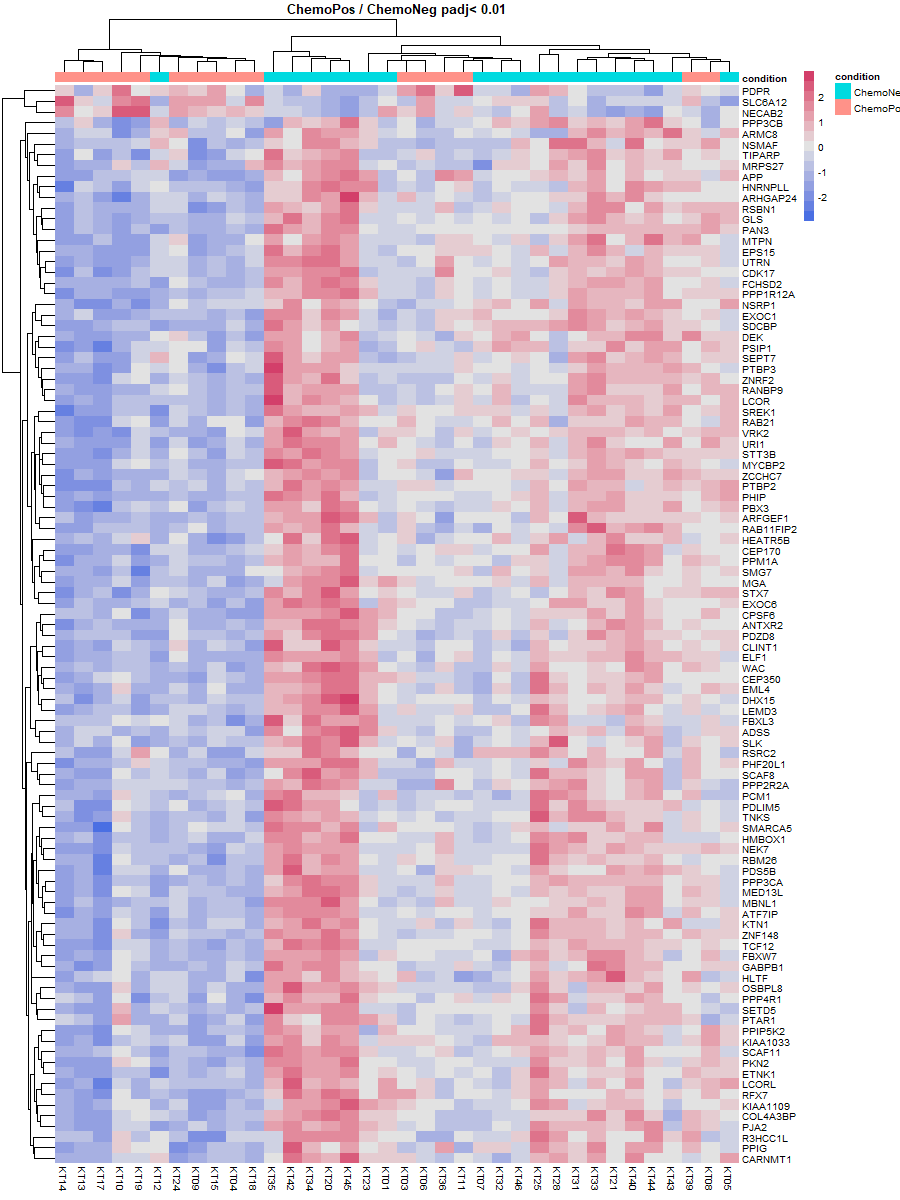 ChemoPos / ChemoNeg padj< 0.01
condition
condition
ChemoNe
ChemoPo
2
1
0
-1
-2
PDPR
SLC6A12
NECAB2
PPP3CB
ARMC8
NSMAF
TIPARP
MRPS27
APP
HNRNPLL
ARHGAP24
RSBN1
GLS
PAN3
MTPN
EPS15
UTRN
CDK17
FCHSD2
PPP1R12A
NSRP1
EXOC1
SDCBP
DEK
PSIP1
SEPT7
PTBP3
ZNRF2
RANBP9
LCOR
SREK1
RAB21
VRK2
URI1
STT3B
MYCBP2
ZCCHC7
PTBP2
PHIP
PBX3
ARFGEF1
RAB11FIP2
HEATR5B
CEP170
PPM1A
SMG7
MGA
STX7
EXOC6
CPSF6
ANTXR2
PDZD8
CLINT1
ELF1
WAC
CEP350
EML4
DHX15
LEMD3
FBXL3
ADSS
SLK
RSRC2
PHF20L1
SCAF8
PPP2R2A
PCM1
PDLIM5
TNKS
SMARCA5
HMBOX1
NEK7
RBM26
PDS5B
PPP3CA
MED13L
MBNL1
ATF7IP
KTN1
ZNF148
TCF12
FBXW7
GABPB1
HLTF
OSBPL8
PPP4R1
SETD5
PTAR1
PPIP5K2
KIAA1033
SCAF11
PKN2
ETNK1
LCORL
RFX7
KIAA1109
COL4A3BP
PJA2
R3HCC1L
PPIG
CARNMT1
KT14
KT13
KT17
KT10
KT19
KT12
KT24
KT09
KT15
KT04
KT18
KT35
KT42
KT34
KT20
KT45
KT23
KT01
KT03
KT06
KT36
KT11
KT07
KT32
KT46
KT25
KT28
KT31
KT33
KT21
KT40
KT44
KT43
KT39
KT08
KT05